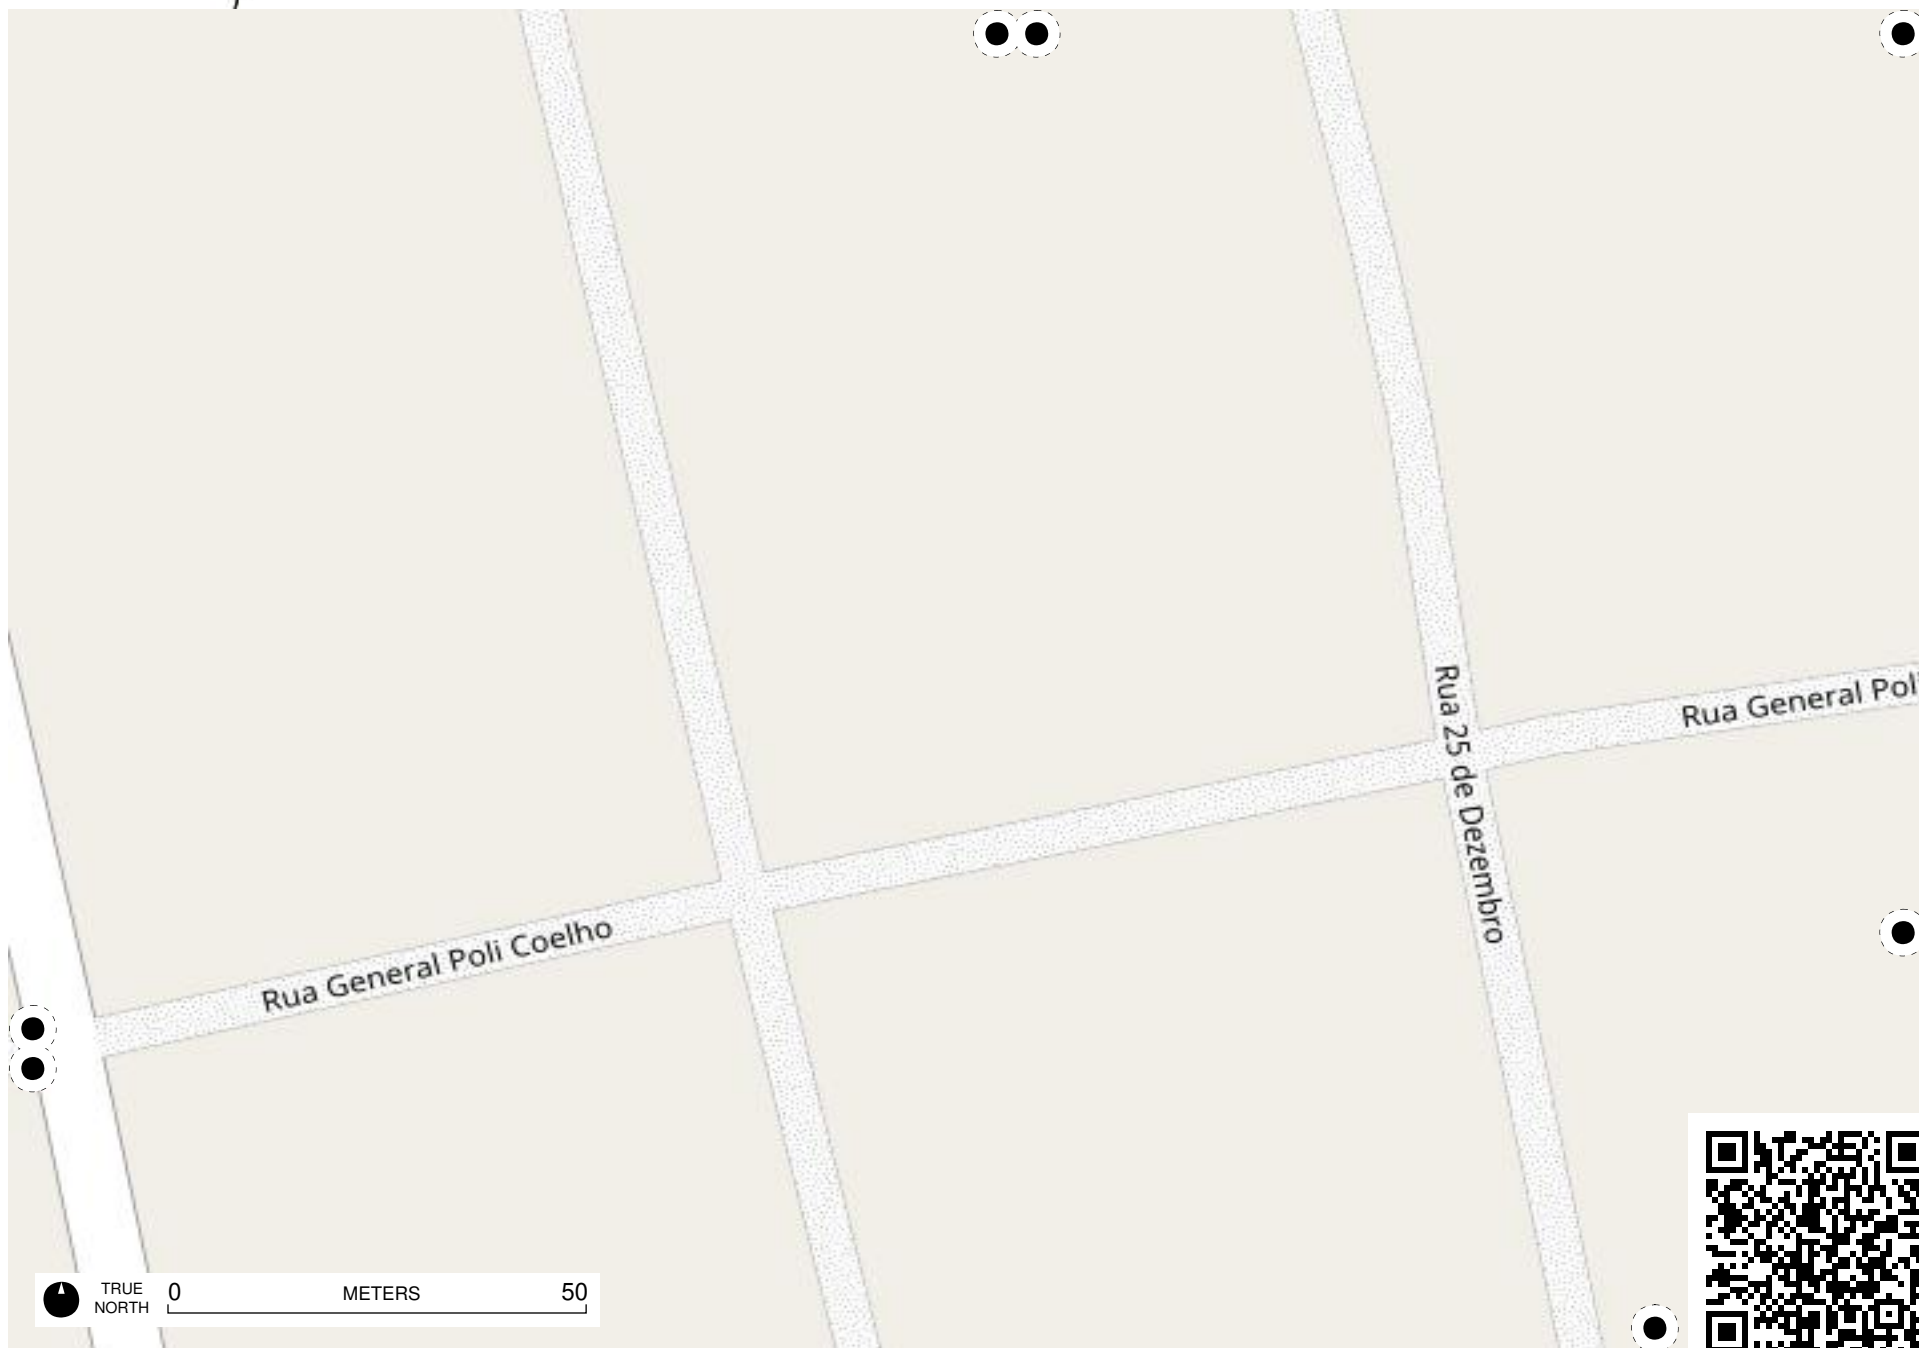 Rua 25 de Dezembro
Rua General Poli
Rua General Poli Coelho
TRUE NORTH
0 METERS 50